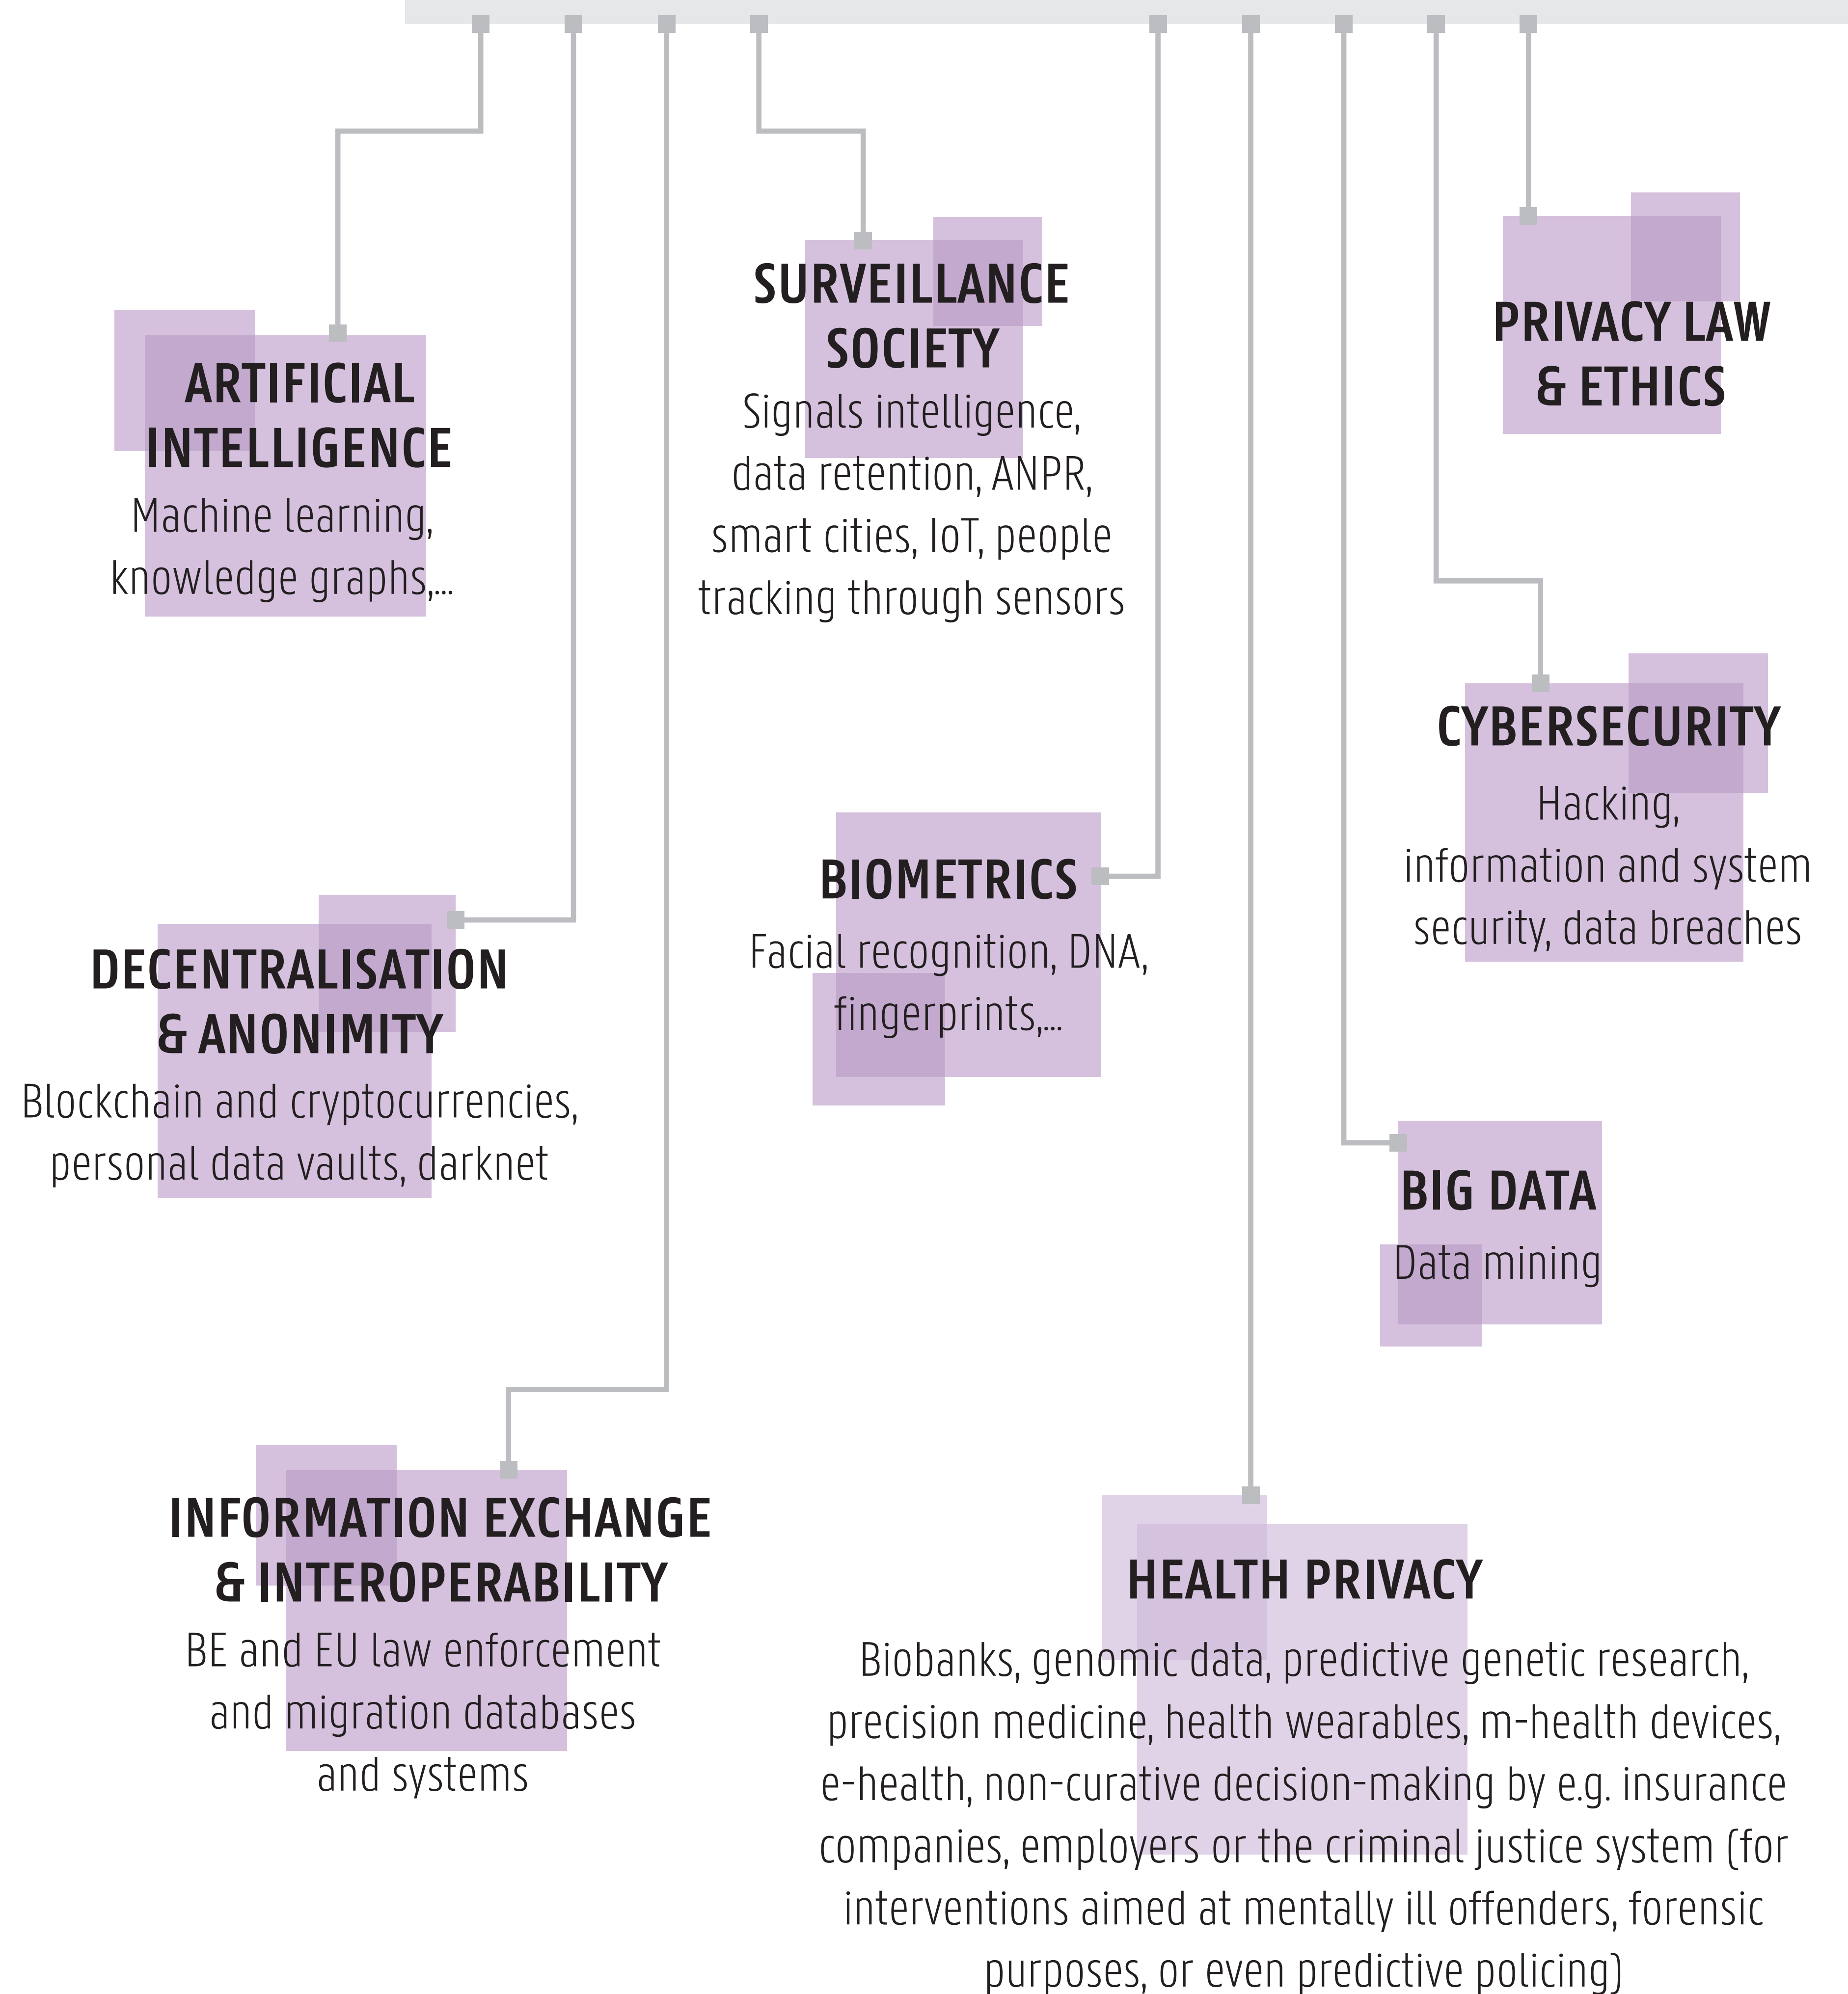 ARTIFICIAL
INTELLIGENCE
Machine learning,
knowledge graphs,...
SURVEILLANCE
SOCIETY
Signals intelligence,
data retention, ANPR,
smart cities, IoT, people
tracking through sensors
PRIVACY LAW
& ETHICS
CYBERSECURITY
Hacking,
information and system
security, data breaches
DECENTRALISATION
& ANONIMITY
Blockchain and cryptocurrencies,
personal data vaults, darknet
BIOMETRICS
Facial recognition, DNA,
fingerprints,...
BIG DATA
Data mining
INFORMATION EXCHANGE
& INTEROPERABILITY
BE and EU law enforcement
and migration databases
and systems
HEALTH PRIVACY
Biobanks, genomic data, predictive genetic research,
precision medicine, health wearables, m-health devices,
e-health, non-curative decision-making by e.g. insurance
companies, employers or the criminal justice system (for
interventions aimed at mentally ill offenders, forensic
purposes, or even predictive policing)